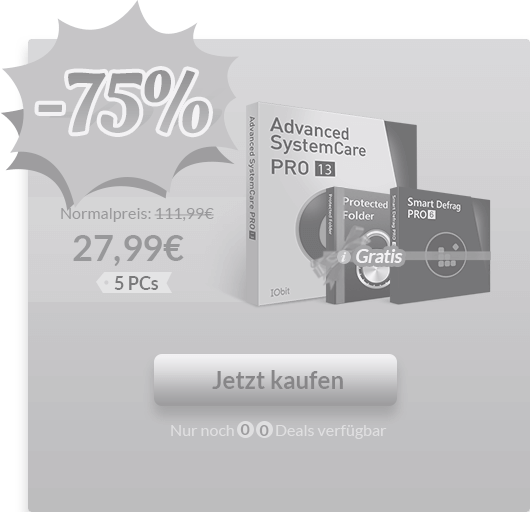 -75%
Normalpreis: 111,99€
27,99€
5 PCs
Advanced SystemCare PRO 13
Advanced
SystemCare
PRO 13
IObit
Protected Folder
Protected
Folder
Smart Defrag PRO 6
Smart Defrag
PRO 6
i Gratis
Jetzt kaufen
Nur noch 0 0 Deals verfügbar